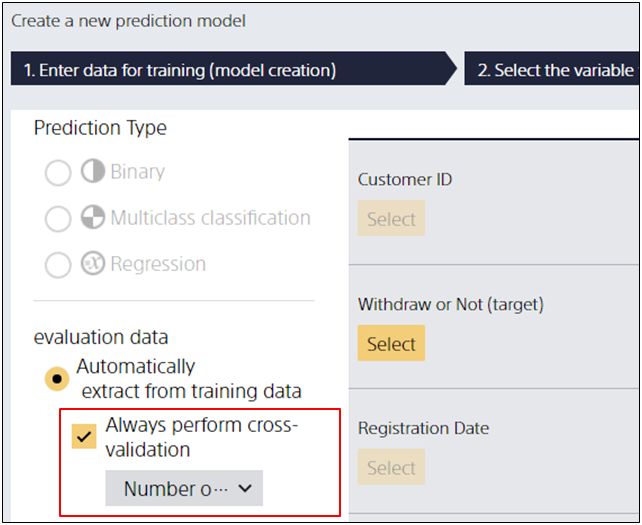 Create a new prediction model
1. Enter data for training (model creation)
2. Select the variable
Prediction Type
Binary
Multiclass classification
Regression
evaluation data
Automatically
extract from training data
Always perform cross-
validation
Number o···
Customer ID
Select
Withdraw or Not (target)
Select
Registration Date
Select